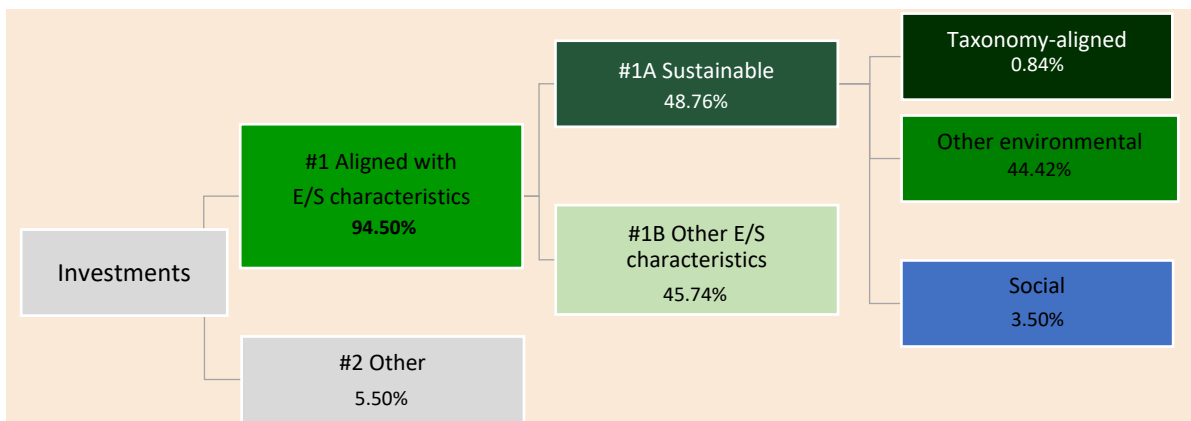 Investments
#1 Aligned with
E/S characteristics
94.50%
#2 Other
5.50%
#1A Sustainable
48.76%
#1B Other E/S
characteristics
45.74%
Taxonomy-aligned
0.84%
Other environmental
44.42%
Social
3.50%